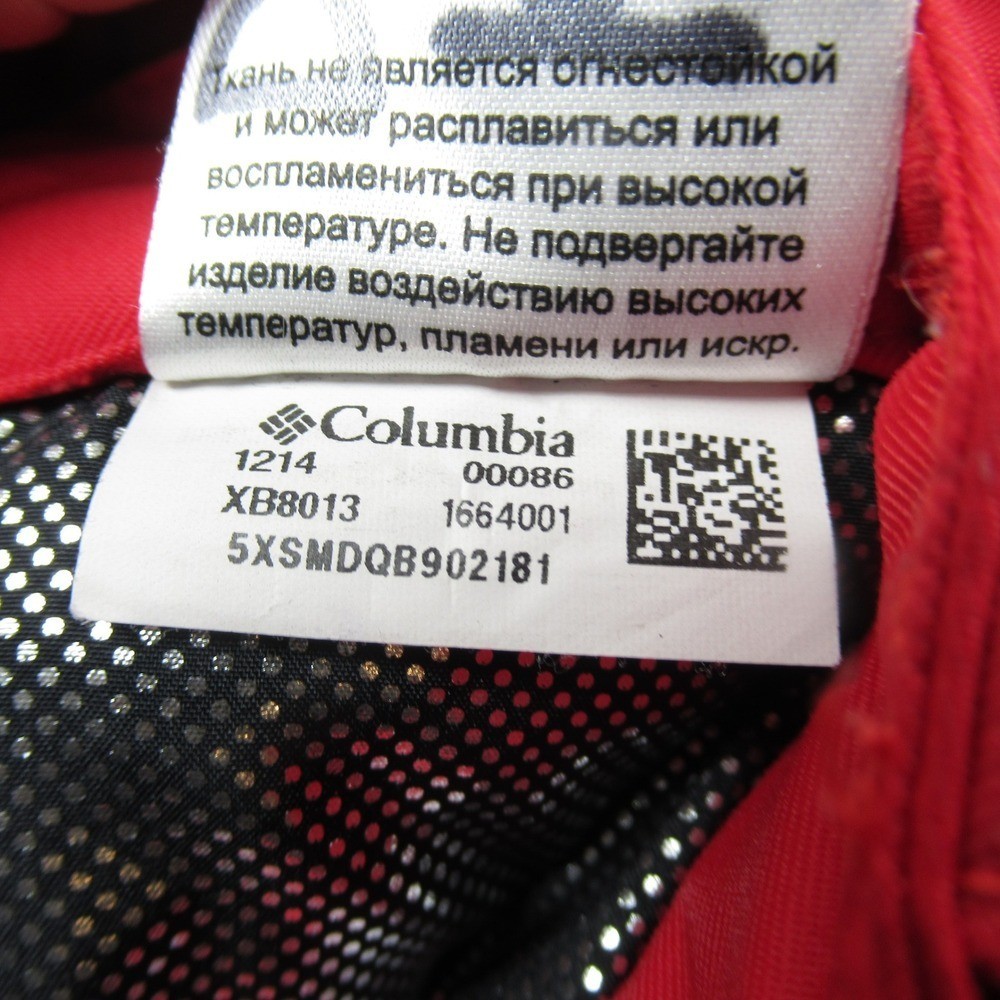 Ткань не является огнестойкой
и может расплавиться или
воспламениться при высокой
температуре. Не подвергайте
изделие воздействию высоких
температур, пламени или искр.
Columbia
1214 00086
XB8013 1664001
5XSMDQB902181